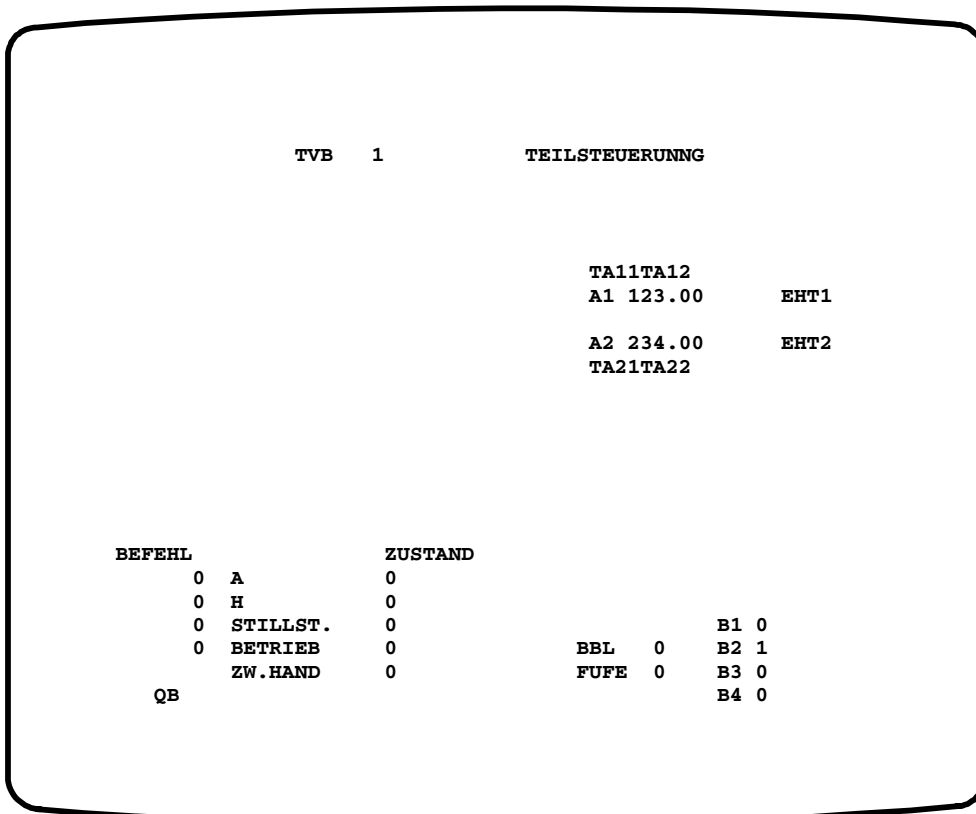 TVB 1 TEILSTEUERUNNG
TA11TA12
A1 123.00 EHT1
A2 234.00 EHT2
TA21TA22
BEFEHL ZUSTAND
0 A 0
0 H 0
0 STILLST. 0 B1 0
0 BETRIEB 0 BBL 0 B2 1
ZW.HAND 0 FUFE 0 B3 0
QB B4 0